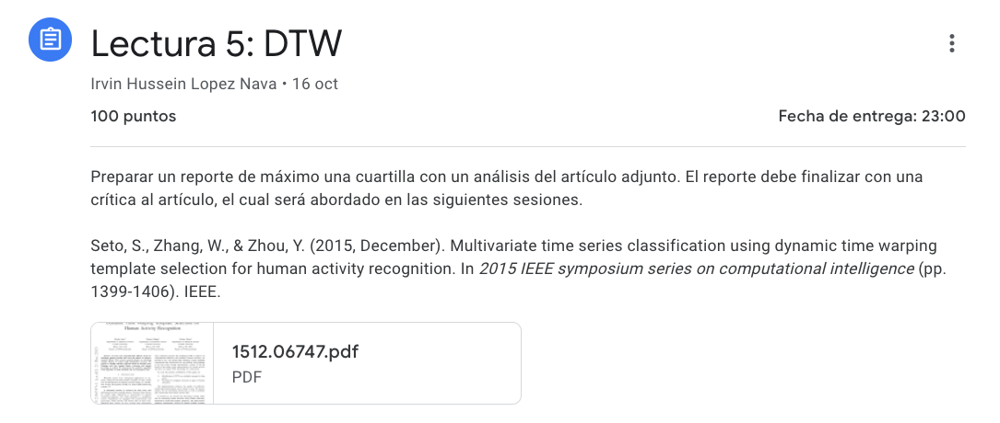 Lectura 5: DTW
Irvin Hussein Lopez Nava • 16 oct
100 puntos
Fecha de entrega: 23:00
Preparar un reporte de máximo una cuartilla con un análisis del artículo adjunto. El reporte debe finalizar con una
crítica al artículo, el cual será abordado en las siguientes sesiones.
Seto, S., Zhang, W., & Zhou, Y. (2015, December). Multivariate time series classification using dynamic time warping
template selection for human activity recognition. In 2015 IEEE symposium series on computational intelligence (pp.
1399-1406). IEEE.
Human Activity Recognition
1512.06747.pdf
PDF